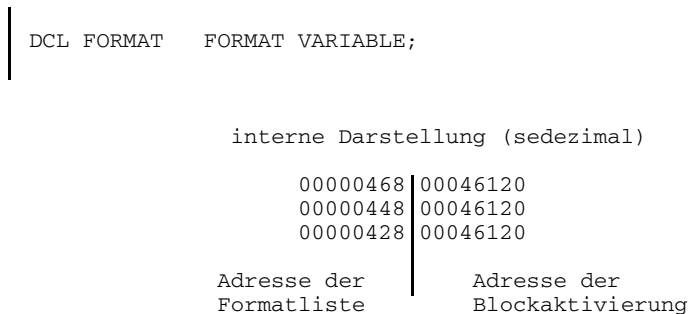 DCL FORMAT   FORMAT VARIABLE;
interne Darstellung (sedezimal)
00000468 00046120
00000448 00046120
00000428 00046120
Adresse der Adresse der
Formatliste Blockaktivierung